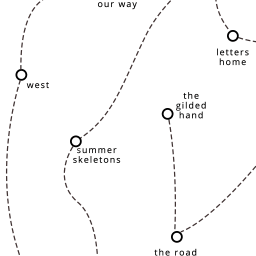 our way
letters
home
west
the
gilded
hand
summer
skeletons
the road